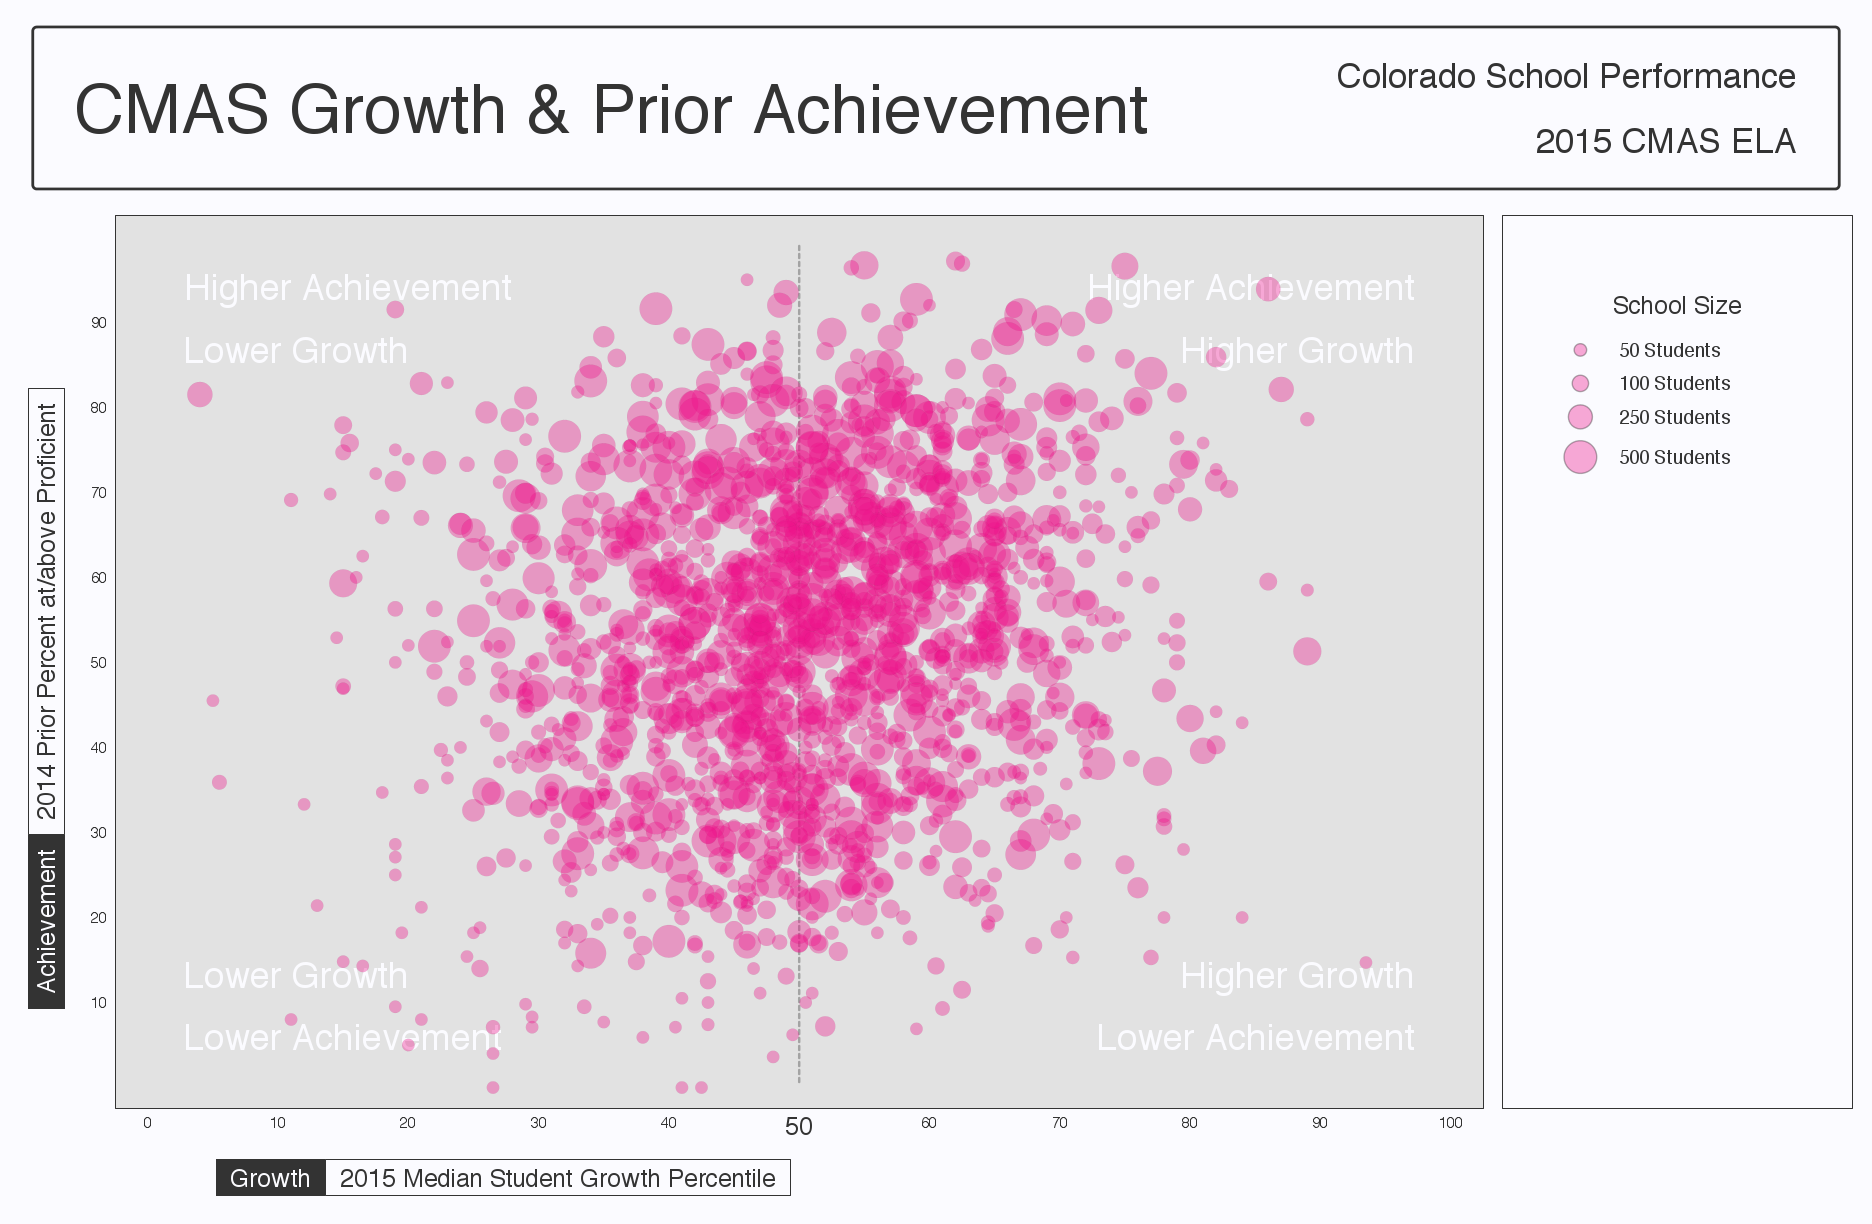 CMAS Growth & Prior Achievement
Colorado School Performance
2015 CMAS ELA
Higher Achievement
Lower Growth
Higher Achievement
Higher Growth
Lower Growth
Lower Achievement
Higher Growth
Lower Achievement
90
80
70
60
50
40
30
20
10
Achievement 2014 Prior Percent at/above Proficient
0 10 20 30 40 50 60 70 80 90 100
Growth 2015 Median Student Growth Percentile
School Size
50 Students
100 Students
250 Students
500 Students